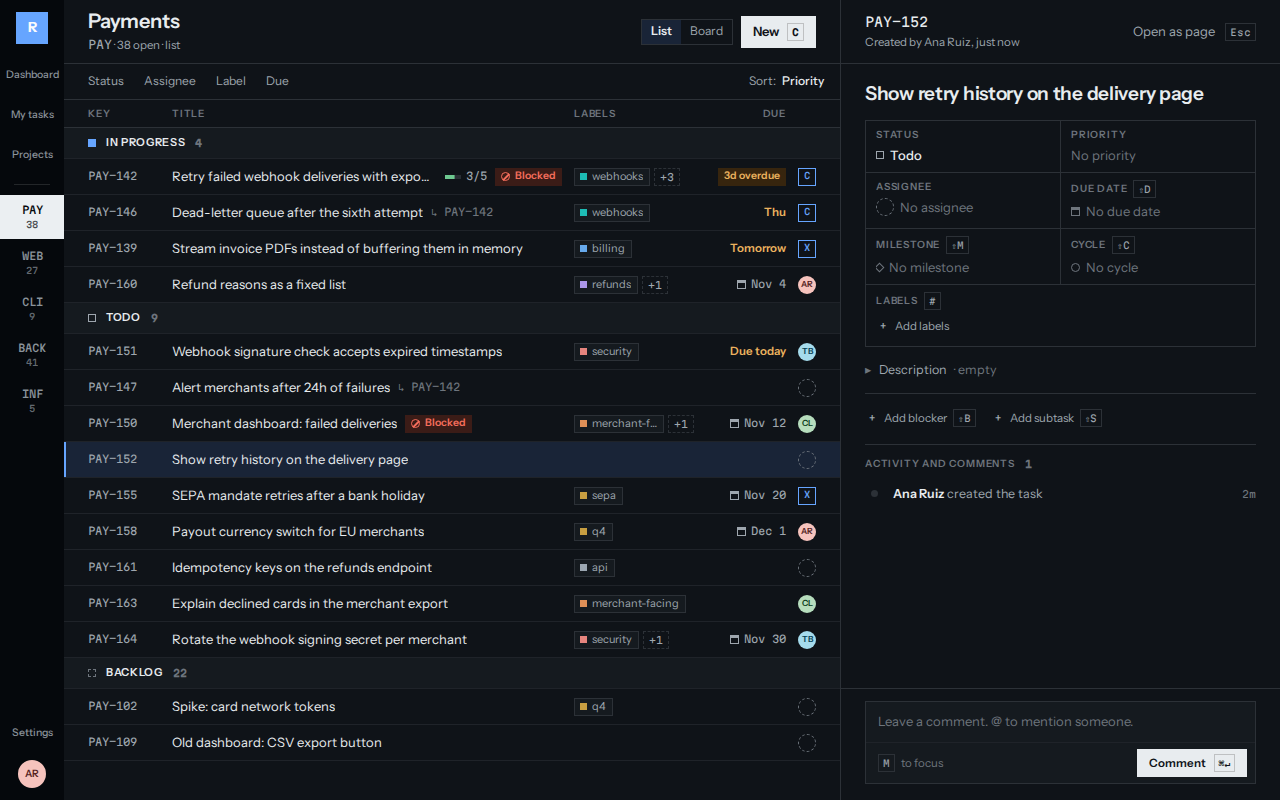 R
Dashboard
My tasks
Projects
PAY
38
WEB
27
CLI
9
BACK
41
INF
5
Settings
AR
Payments
PAY · 38 open · list
List Board New C
Status Assignee Label Due Sort: Priority
KEY TITLE LABELS DUE
IN PROGRESS 4
PAY-142 Retry failed webhook deliveries with expo… 3/5 Blocked webhooks +3 3d overdue C
PAY-146 Dead-letter queue after the sixth attempt ↳ PAY-142 webhooks Thu C
PAY-139 Stream invoice PDFs instead of buffering them in memory billing Tomorrow X
PAY-160 Refund reasons as a fixed list refunds +1 Nov 4 AR
TODO 9
PAY-151 Webhook signature check accepts expired timestamps security Due today TB
PAY-147 Alert merchants after 24h of failures ↳ PAY-142
PAY-150 Merchant dashboard: failed deliveries Blocked merchant-f… +1 Nov 12 CL
PAY-152 Show retry history on the delivery page
PAY-155 SEPA mandate retries after a bank holiday sepa Nov 20 X
PAY-158 Payout currency switch for EU merchants q4 Dec 1 AR
PAY-161 Idempotency keys on the refunds endpoint api
PAY-163 Explain declined cards in the merchant export merchant-facing CL
PAY-164 Rotate the webhook signing secret per merchant security +1 Nov 30 TB
BACKLOG 22
PAY-102 Spike: card network tokens q4
PAY-109 Old dashboard: CSV export button
PAY-152
Created by Ana Ruiz, just now
Open as page Esc
Show retry history on the delivery page
STATUS PRIORITY
Todo No priority
ASSIGNEE DUE DATE ⇧D
No assignee No due date
MILESTONE ⇧M CYCLE ⇧C
No milestone No cycle
LABELS #
+ Add labels
▸ Description · empty
+ Add blocker ⇧B + Add subtask ⇧S
ACTIVITY AND COMMENTS 1
Ana Ruiz created the task 2m
Leave a comment. @ to mention someone.
M to focus Comment ⌘↵